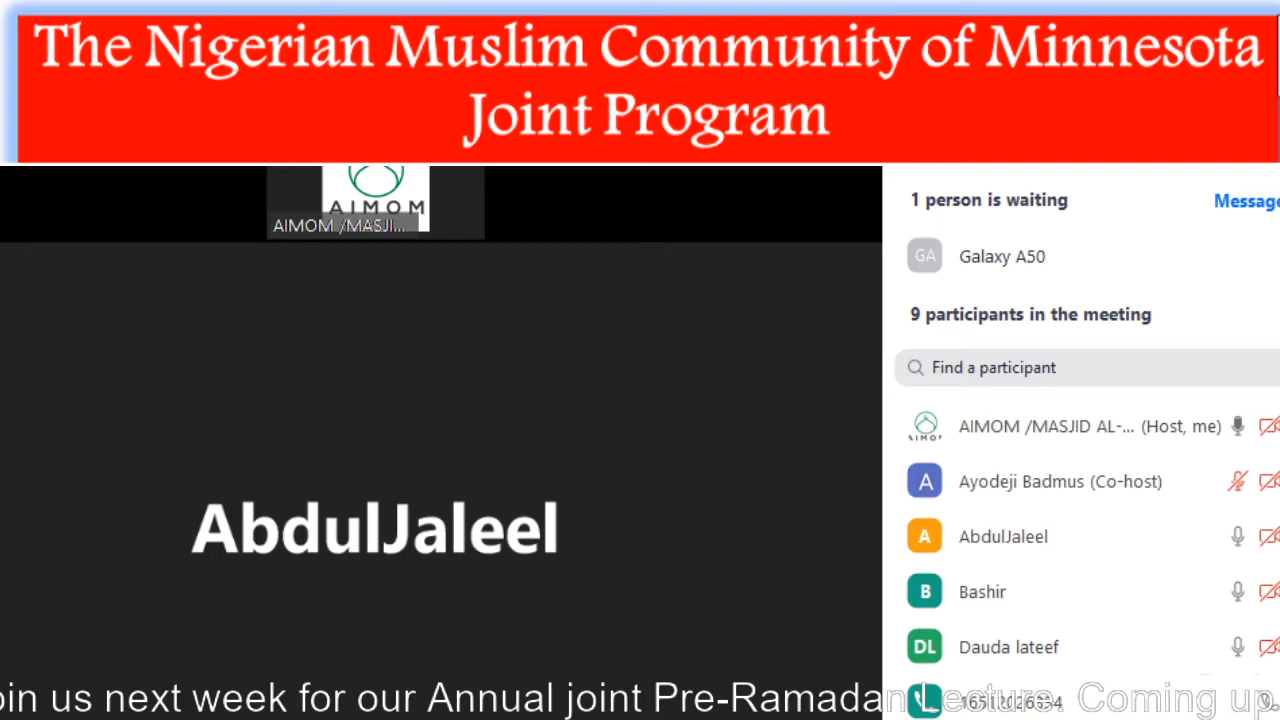 The Nigerian Muslim Community of Minnesota
Joint Program
AIMOM
AIMOM /MASJI...
AbdulJaleel
1 person is waiting
Message
GA Galaxy A50
9 participants in the meeting
Find a participant
AIMOM /MASJID AL-... (Host, me)
A Ayodeji Badmus (Co-host)
A AbdulJaleel
B Bashir
DL Dauda lateef
oin us next week for our Annual joint Pre-Ramadan Lecture. Coming up